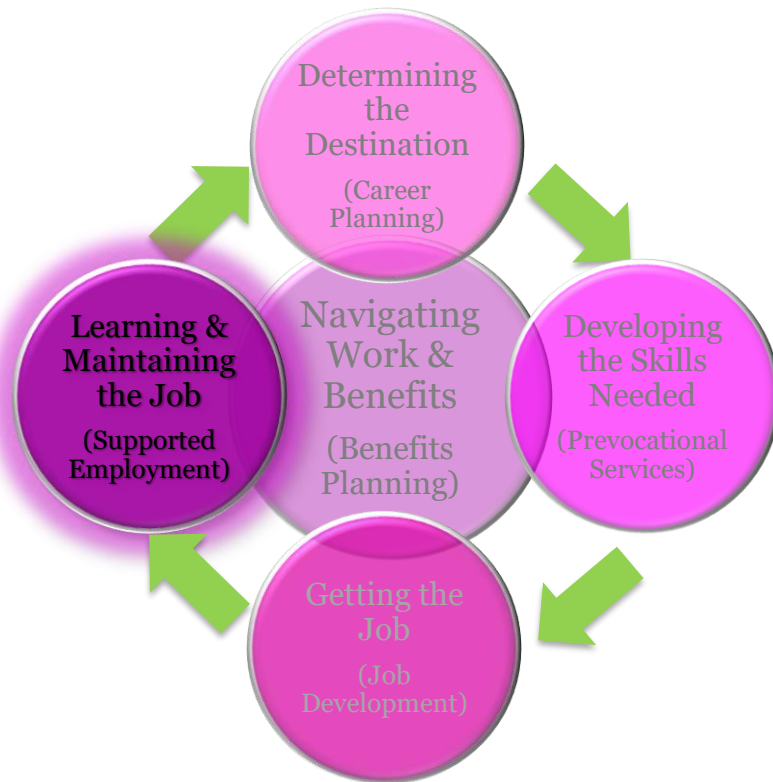 Determining
the
Destination
(Career
Planning)
Learning &
Maintaining
the Job
(Supported
Employment)
Navigating
Work &
Benefits
(Benefits
Planning)
Developing
the Skills
Needed
(Prevocational
Services)
Getting the
Job
(Job
Development)